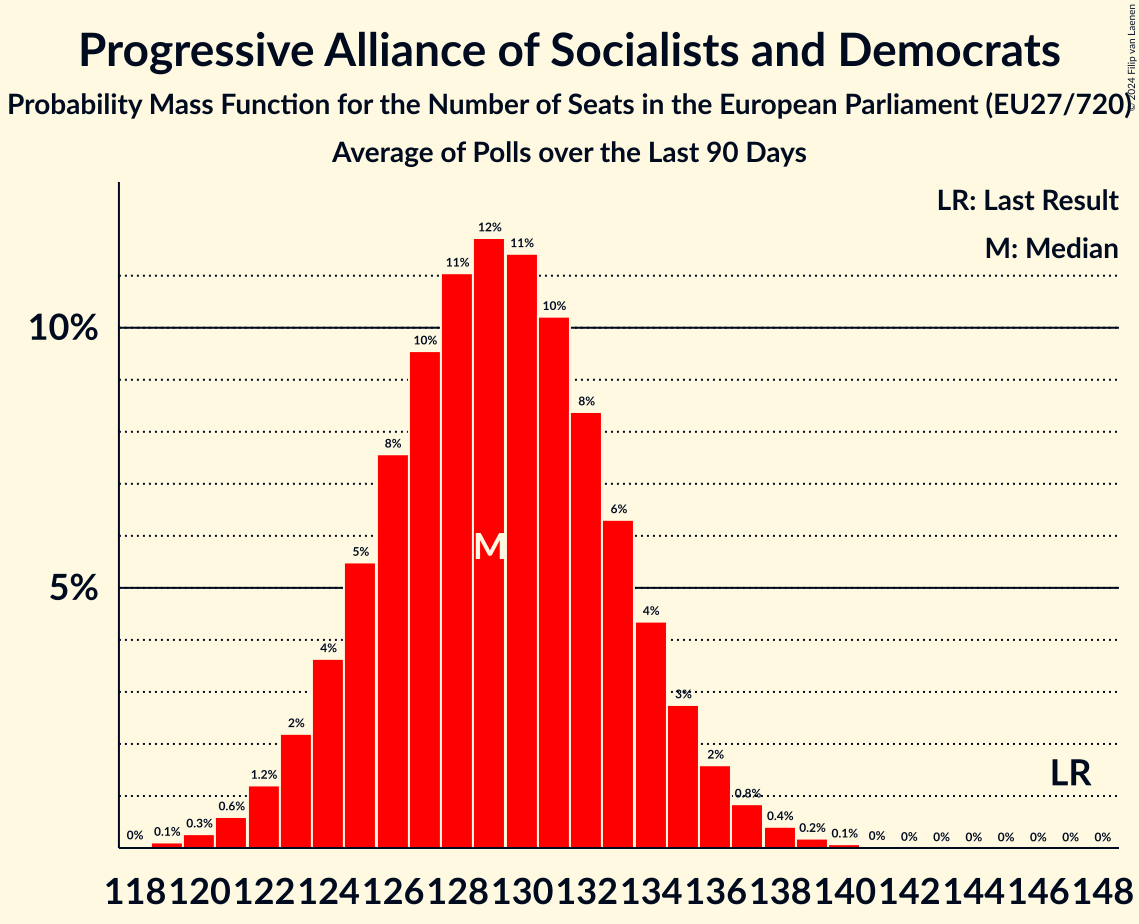 © 2024 Filip van Laenen
Progressive Alliance of Socialists and Democrats
Probability Mass Function for the Number of Seats in the European Parliament (EU27/720)
Average of Polls over the Last 90 Days
LR: Last Result
M: Median
10%
5%
0% 0.1% 0.3% 0.6% 1.2% 2% 4% 5% 8% 10% 11% 12% 11% 10% 8% 6% 4% 3% 2% 0.8% 0.4% 0.2% 0.1% 0% 0% 0% 0% 0% 0% 0% 0%
M
LR
118 120 122 124 126 128 130 132 134 136 138 140 142 144 146 148